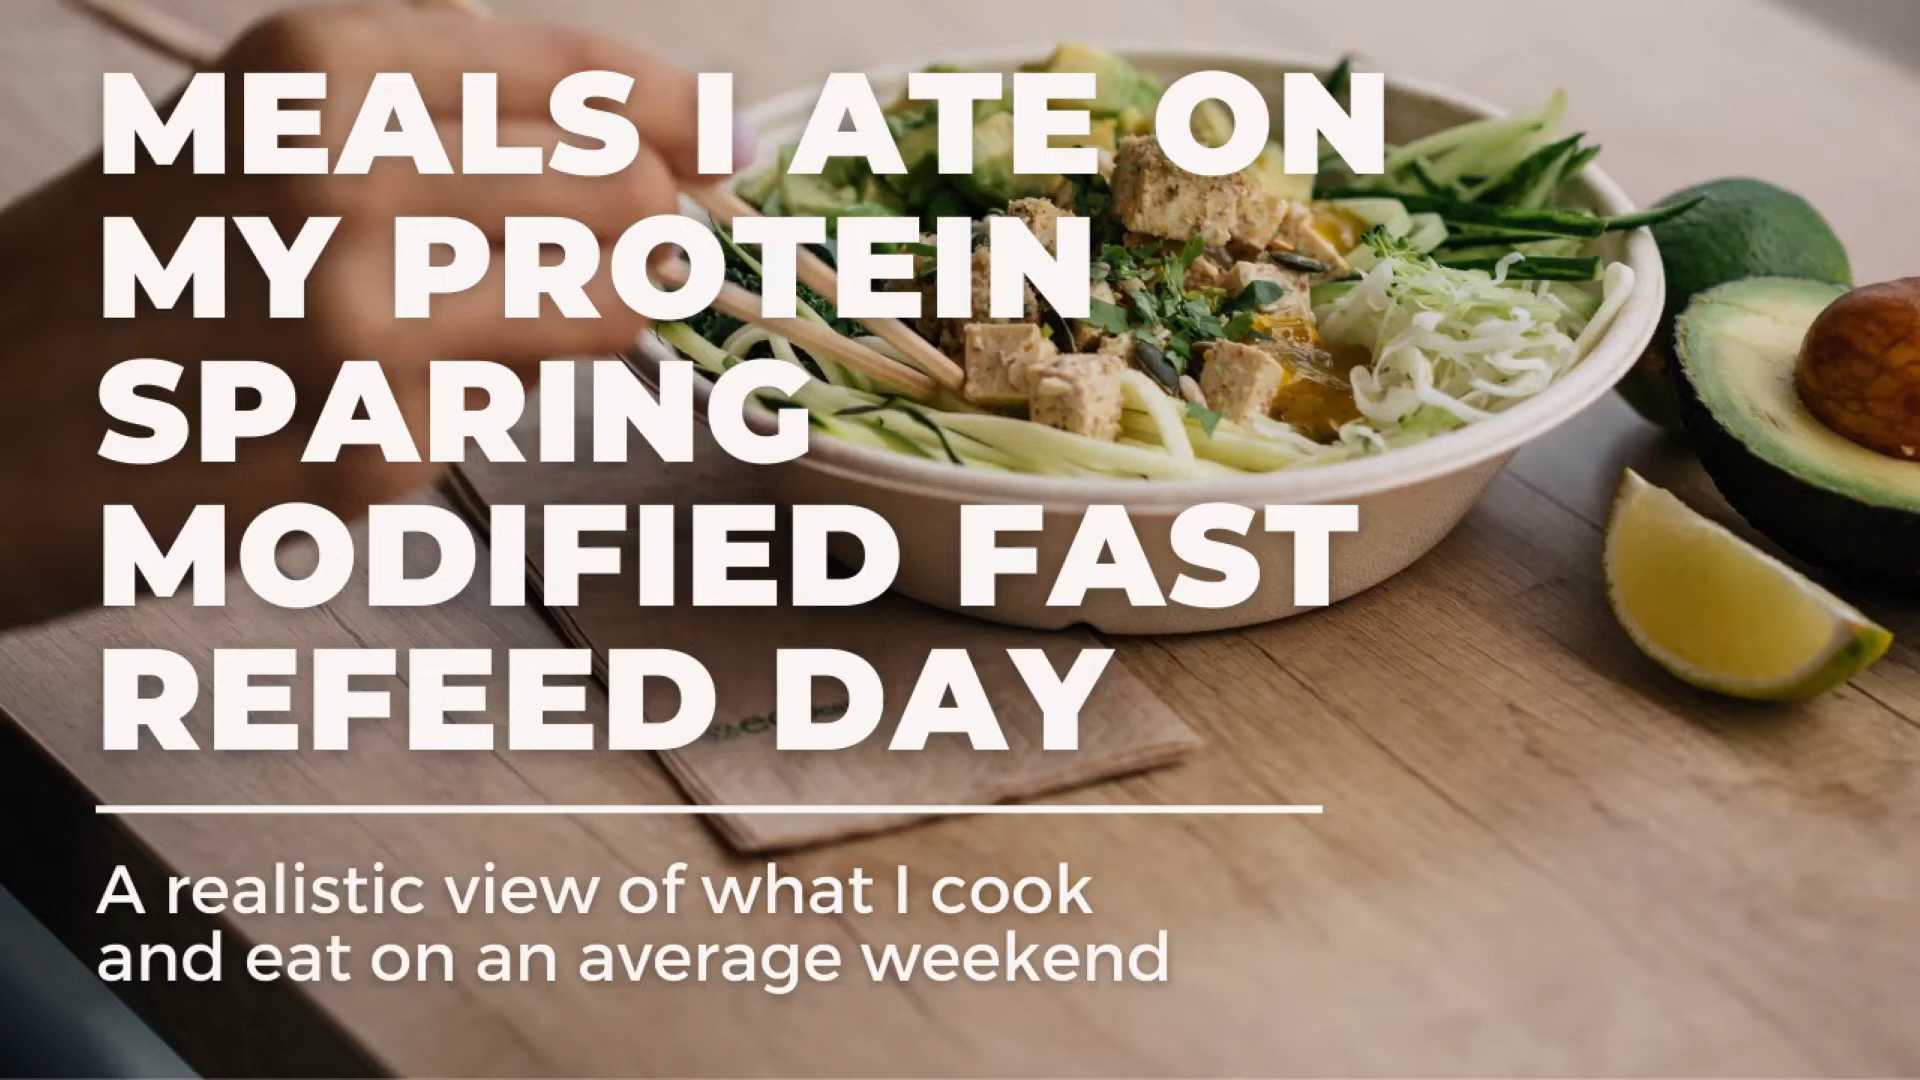 MEALS I ATE ON
MY PROTEIN
SPARING
MODIFIED FAST
REFEED DAY
A realistic view of what I cook
and eat on an average weekend